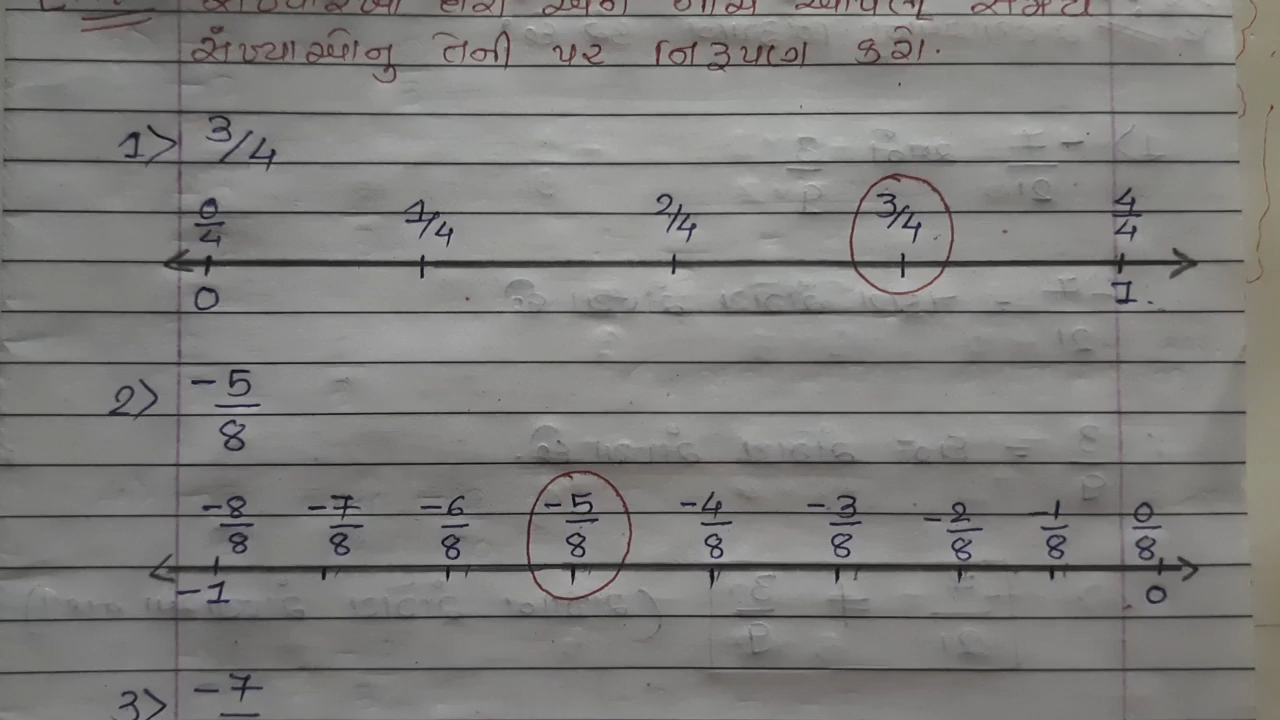 સંખ્યાઓનુ તેની પર નિરૂપણ કરો.
1> 3/4
0/4 1/4 2/4 3/4 4/4
0 1.
2> -5/8
-8/8 -7/8 -6/8 -5/8 -4/8 -3/8 -2/8 -1/8 0/8
-1 0
3> -7